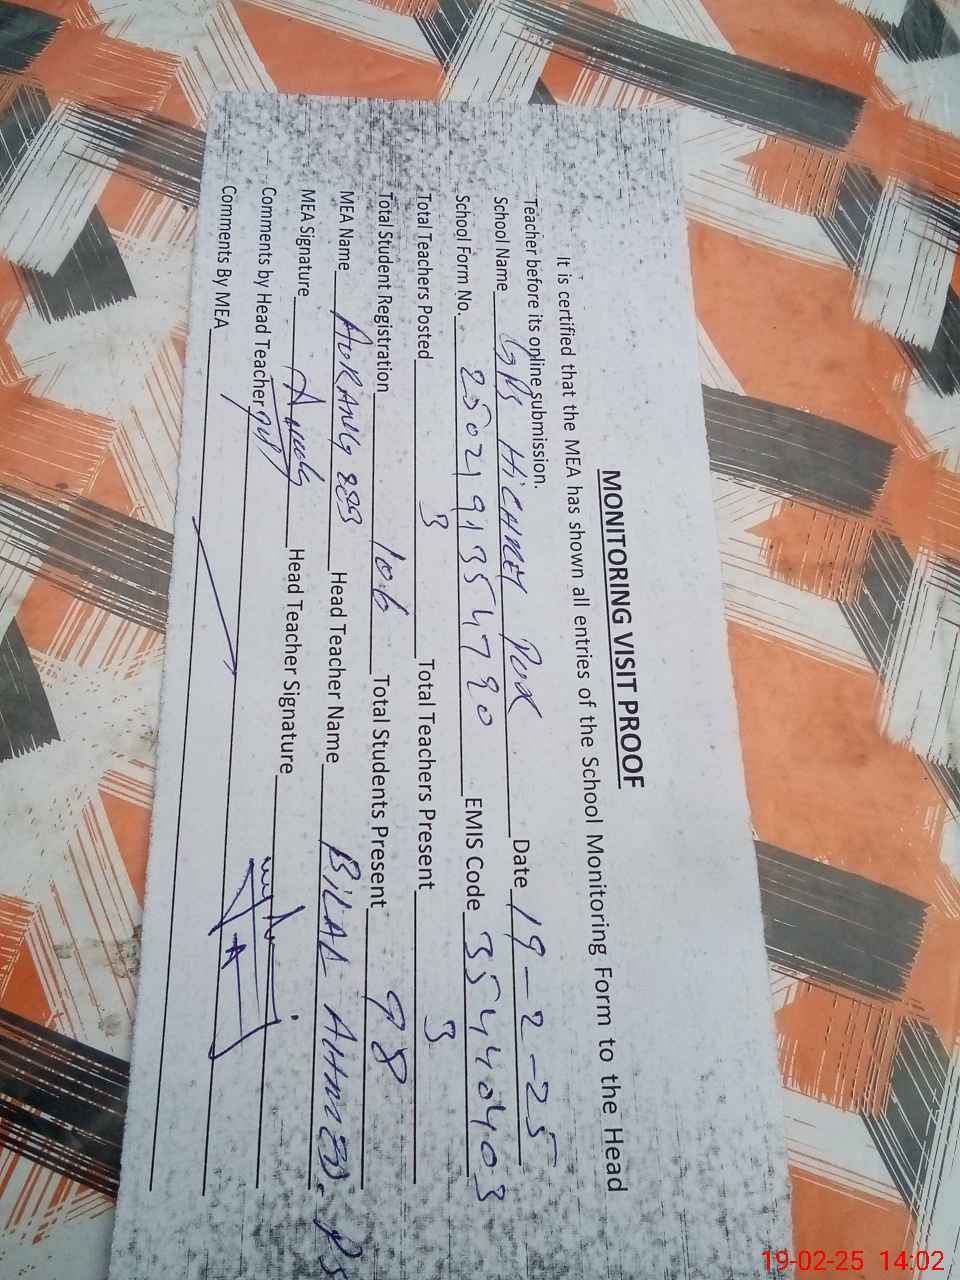 MONITORING VISIT PROOF
It is certified that the MEA has shown all entries of the School Monitoring Form to the Head
Teacher before its online submission.
School Name GPS Date 19-2-25
School Form No. 2502191354790 EMIS Code 35440403
Total Teachers Posted 3 Total Teachers Present 3
Total Student Registration 106 Total Students Present 98
MEA Name AURANG 883 Head Teacher Name BILAL AHMED.
MEA Signature Head Teacher Signature
Comments by Head Teacher
Comments By MEA
19-02-25 14:02